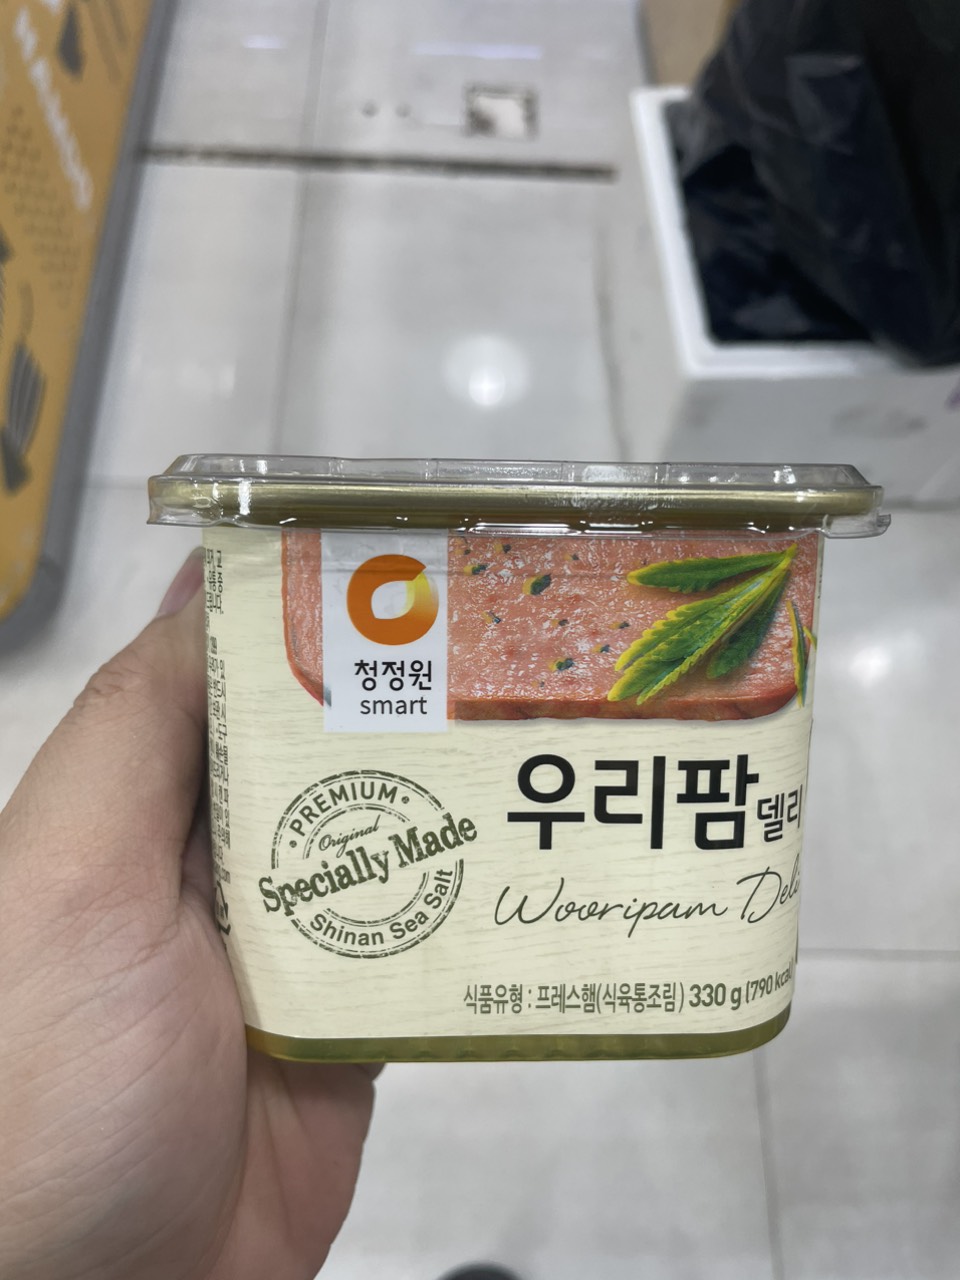 청정원
smart
우리팜 델리
PREMIUM
Original
Specially Made
Shinan Sea Salt
Wooripam Deli
식품유형 : 프레스햄(식육통조림) 330 g (790 kcal)